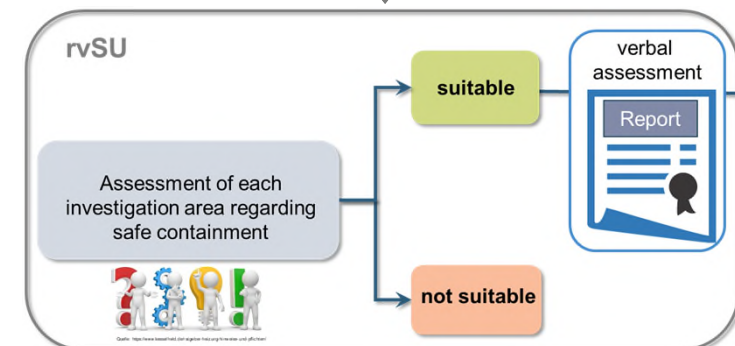 rvSU
verbal
assessment
suitable
Report
Assessment of each
investigation area regarding
safe containment
not suitable